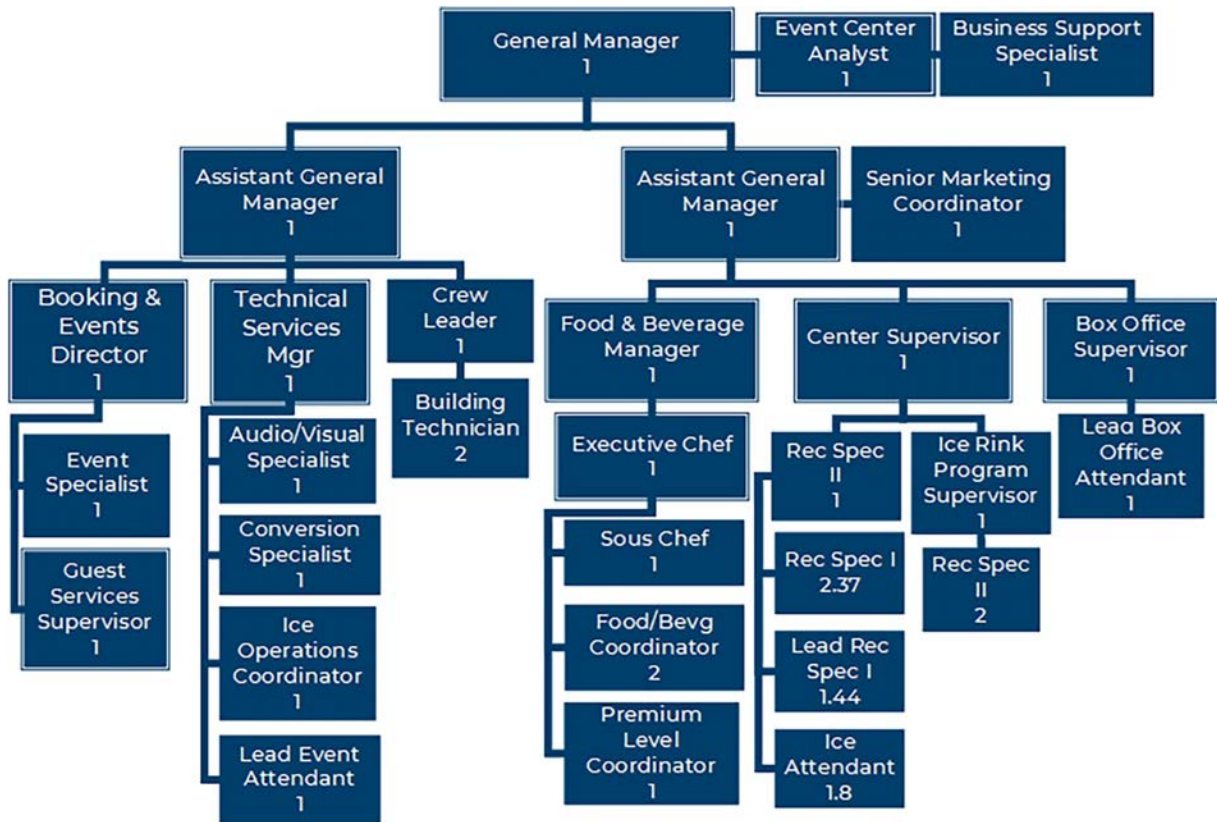 General Manager
1
Event Center
Analyst
1
Business Support
Specialist
1
Assistant General
Manager
1
Assistant General
Manager
1
Senior Marketing
Coordinator
1
Booking &
Events
Director
1
Technical
Services
Mgr
1
Crew
Leader
1
Food & Beverage
Manager
1
Center Supervisor
1
Box Office
Supervisor
1
Event
Specialist
1
Guest
Services
Supervisor
1
Audio/Visual
Specialist
1
Conversion
Specialist
1
Ice
Operations
Coordinator
1
Lead Event
Attendant
1
Building
Technician
2
Executive Chef
1
Sous Chef
1
Food/Bevg
Coordinator
2
Premium
Level
Coordinator
1
Rec Spec
II
1
Rec Spec I
2.37
Lead Rec
Spec I
1.44
Ice
Attendant
1.8
Ice Rink
Program
Supervisor
1
Rec Spec
II
2
Lead Box
Office
Attendant
1